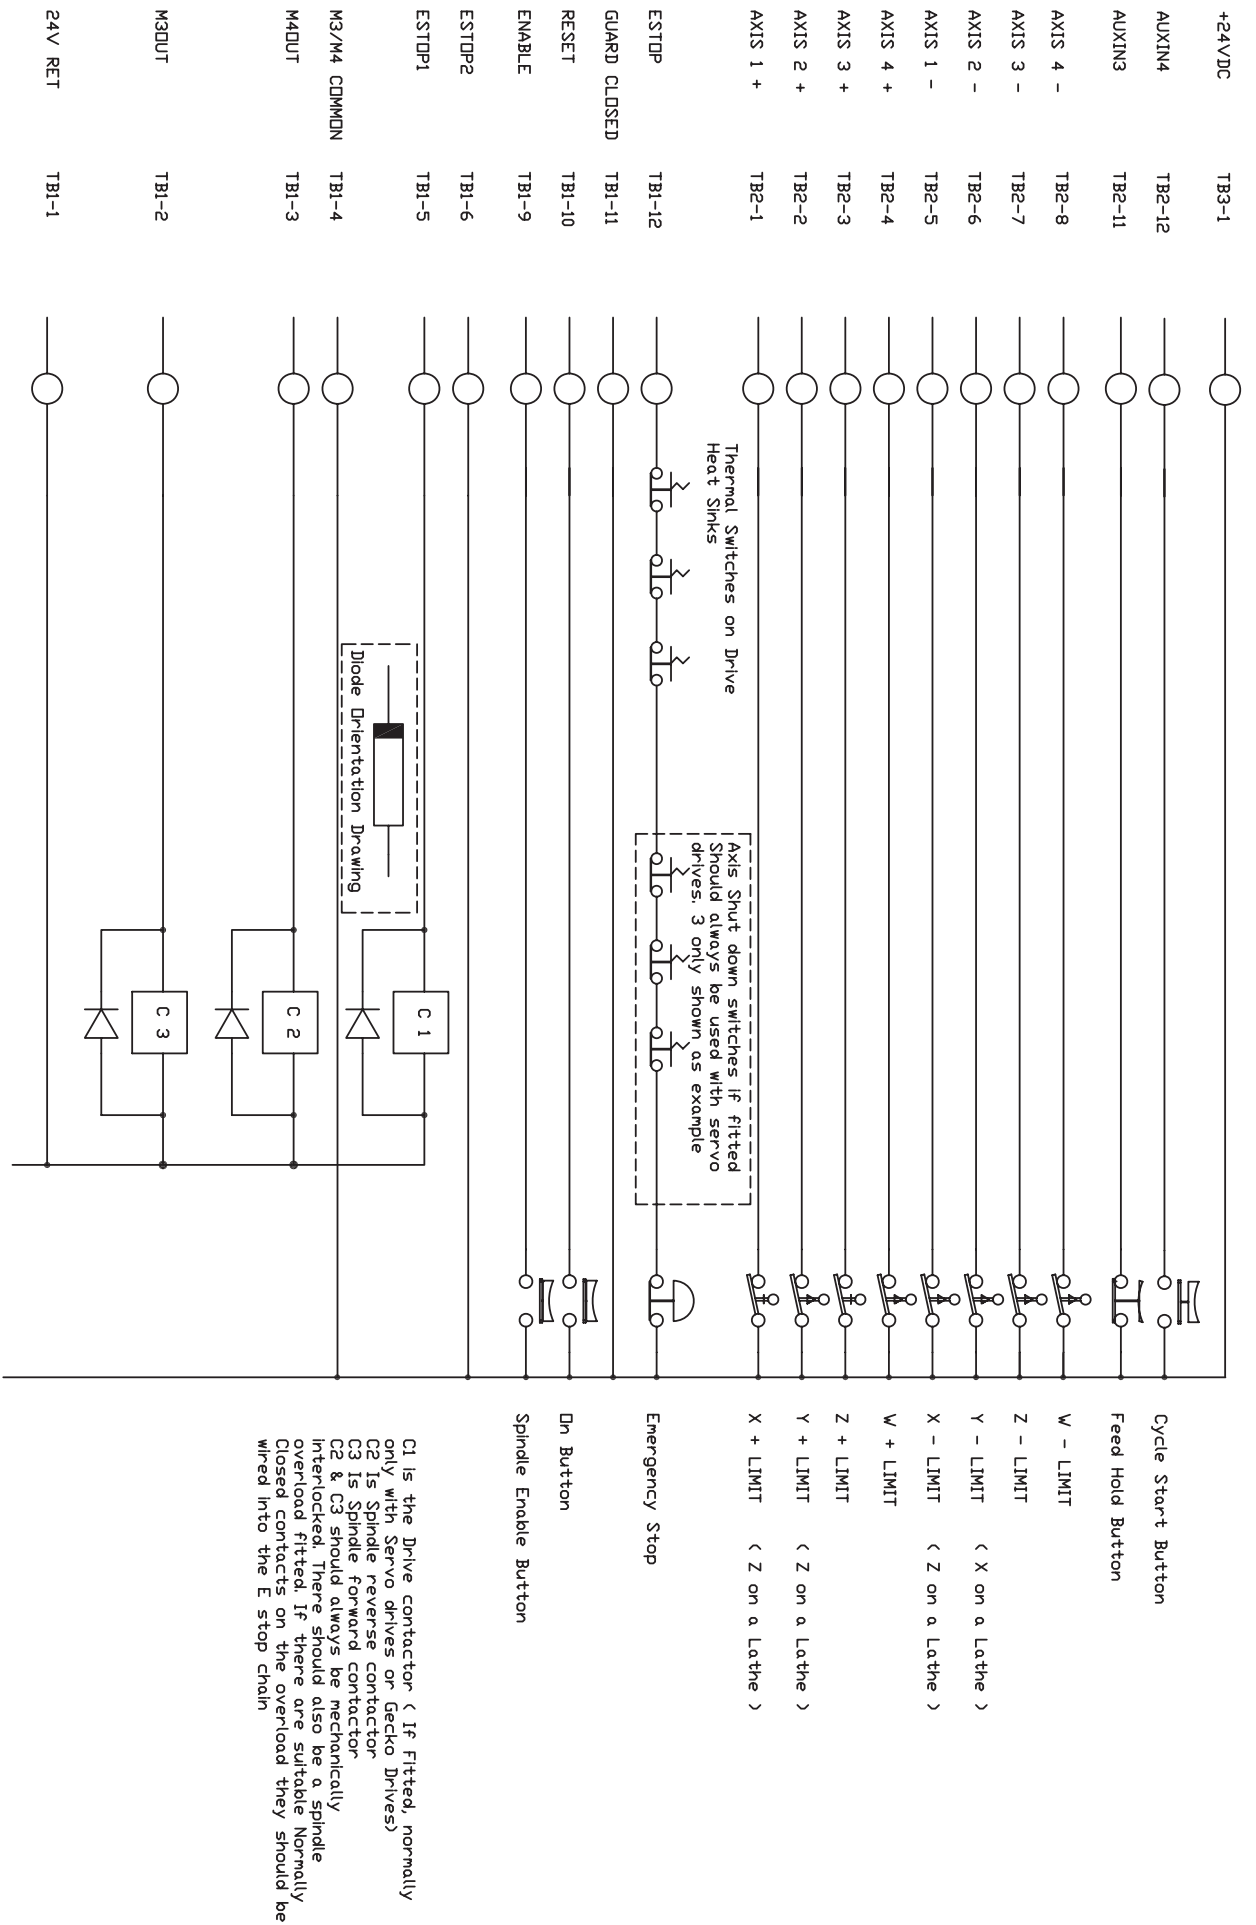 +24VDC TB3-1
AUXIN4 TB2-12 Cycle Start Button
AUXIN3 TB2-11 Feed Hold Button
AXIS 4 - TB2-8 W - LIMIT
AXIS 3 - TB2-7 Z - LIMIT
AXIS 2 - TB2-6 Y - LIMIT ( X on a Lathe )
AXIS 1 - TB2-5 X - LIMIT ( Z on a Lathe )
AXIS 4 + TB2-4 W + LIMIT
AXIS 3 + TB2-3 Z + LIMIT
AXIS 2 + TB2-2 Y + LIMIT ( Z on a Lathe )
AXIS 1 + TB2-1 X + LIMIT ( Z on a Lathe )
Thermal Switches on Drive
Heat Sinks
Axis Shut down switches if fitted
Should always be used with servo
drives. 3 only shown as example
ESTOP TB1-12 Emergency Stop
GUARD CLOSED TB1-11
RESET TB1-10 On Button
ENABLE TB1-9 Spindle Enable Button
ESTOP2 TB1-6
ESTOP1 TB1-5 C 1
M3/M4 COMMON TB1-4
Diode Orientation Drawing
M4OUT TB1-3 C 2
M3OUT TB1-2 C 3
24V RET TB1-1
C1 is the Drive contactor ( If Fitted, normally
only with Servo drives or Gecko Drives)
C2 Is Spindle reverse contactor
C3 Is Spindle forward contactor
C2 & C3 should always be mechanically
interlocked. There should also be a spindle
overload fitted. If there are suitable Normally
Closed contacts on the overload they should be
wired into the E stop chain